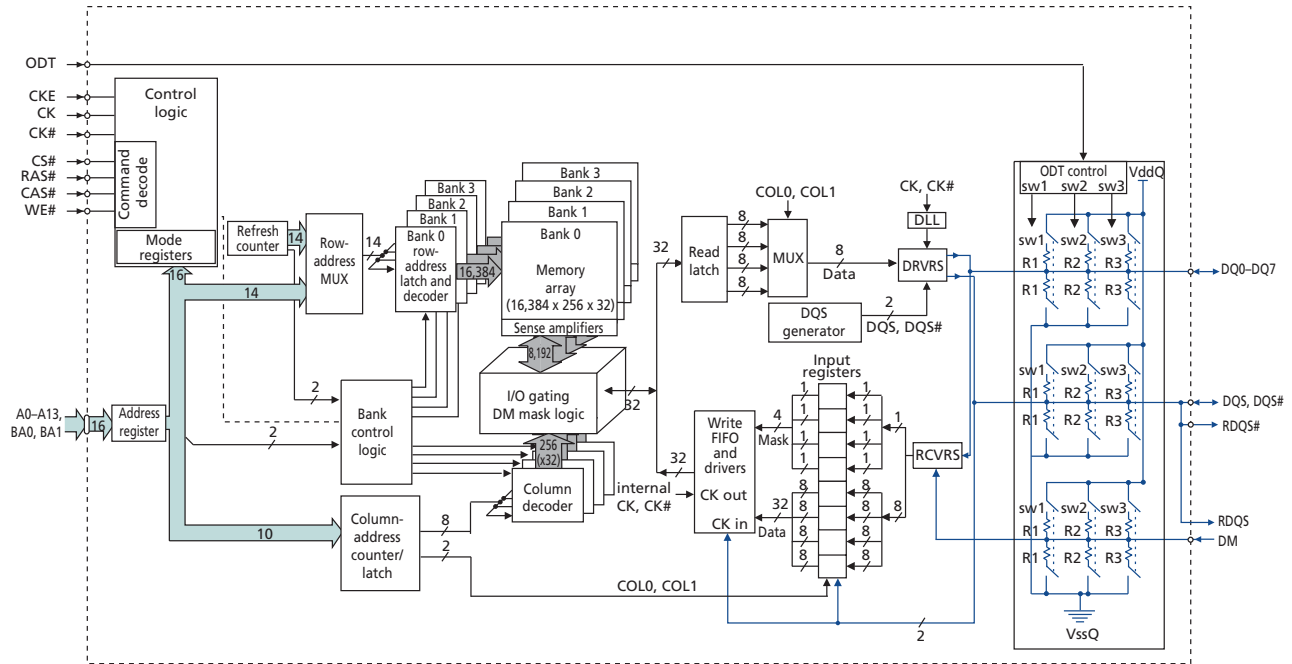 ODT
CKE
CK
CK#
CS#
RAS#
CAS#
WE#
Control
logic
Command
decode
Mode
registers
16
A0–A13,
BA0, BA1
16
Address
register
14
10
2
2
Refresh
counter
14
Row-
address
MUX
14
Bank 3
Bank 2
Bank 1
Bank 0
row-
address
latch and
decoder
16,384
Bank 3
Bank 2
Bank 1
Bank 0
Memory
array
(16,384 x 256 x 32)
Sense amplifiers
8,192
I/O gating
DM mask logic
32
Bank
control
logic
256
(x32)
Column
decoder
Column-
address
counter/
latch
8
2
COL0, COL1
internal
CK, CK#
32
32
Read
latch
8
8
8
8
COL0, COL1
MUX
8
Data
DQS
generator
2
DQS, DQS#
CK, CK#
DLL
DRVRS
Input
registers
Write
FIFO
and
drivers
CK out
CK in
4
Mask
32
Data
1
1
1
1
8
8
8
8
1
1
1
1
8
8
8
8
1
8
RCVRS
2
ODT control
sw1 sw2 sw3
VddQ
sw1 sw2 sw3
R1 R2 R3
R1 R2 R3
sw1 sw2 sw3
R1 R2 R3
R1 R2 R3
sw1 sw2 sw3
R1 R2 R3
R1 R2 R3
VssQ
DQ0–DQ7
DQS, DQS#
RDQS#
RDQS
DM